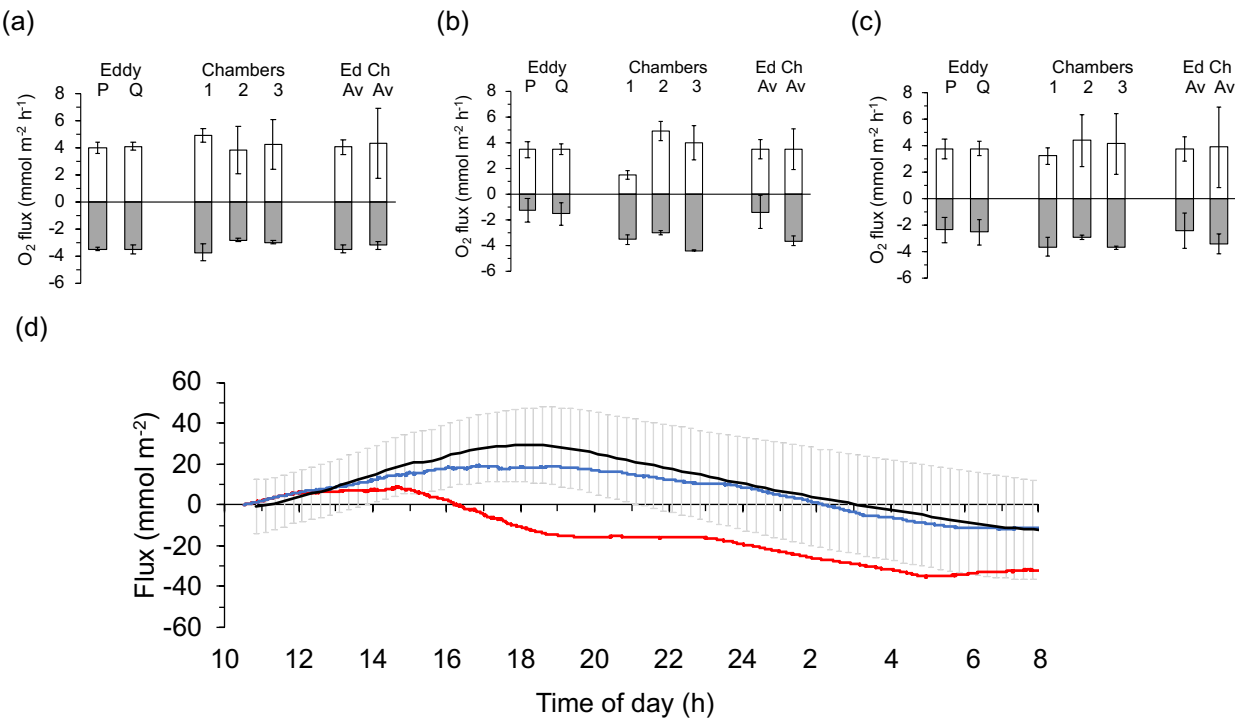 (a)
Eddy Chambers Ed Ch
P Q 1 2 3 Av Av
8
6
4
2
0
-2
-4
-6
O₂ flux (mmol m⁻² h⁻¹)
(b)
Eddy Chambers Ed Ch
P Q 1 2 3 Av Av
8
6
4
2
0
-2
-4
-6
O₂ flux (mmol m⁻² h⁻¹)
(c)
Eddy Chambers Ed Ch
P Q 1 2 3 Av Av
8
6
4
2
0
-2
-4
-6
O₂ flux (mmol m⁻² h⁻¹)
(d)
60
40
20
0
-20
-40
-60
Flux (mmol m⁻²)
10 12 14 16 18 20 22 24 2 4 6 8
Time of day (h)